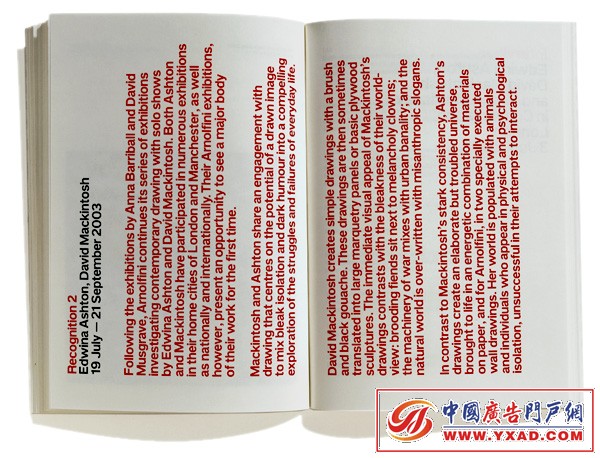 Recognition 2
Edwina Ashton, David Mackintosh
19 July — 21 September 2003
Following the exhibitions by Anna Barriball and David
Musgrave, Arnolfini continues its series of exhibitions
investigating contemporary drawing with solo shows
by Edwina Ashton and David Mackintosh. Both Ashton
and Mackintosh have participated in numerous exhibitions
in their home cities of London and Manchester, as well
as nationally and internationally. Their Arnolfini exhibitions,
however, present an opportunity to see a major body
of their work for the first time.
Mackintosh and Ashton share an engagement with
drawing that centres on the potential of a drawn image
to mix bleak isolation and dark humour into a compelling
exploration of the struggles and failures of everyday life.
David Mackintosh creates simple drawings with a brush
and black gouache. These drawings are then sometimes
translated into large marquetry panels or basic plywood
sculptures. The immediate visual appeal of Mackintosh's
drawings contrasts with the bleakness of their world-
view: brooding fiends sit next to melancholy clowns;
the machinery of war mixes with urban banality; and the
natural world is over-written with misanthropic slogans.
In contrast to Mackintosh's stark consistency, Ashton's
drawings create an elaborate but troubled universe,
brought to life in an energetic combination of materials
on paper, and for Arnolfini, in two specially executed
wall drawings. Her world is populated with animals
and individuals who appear in physical and psychological
isolation, unsuccessful in their attempts to interact.
中國廣告門戶網
WWW.YXAD.COM